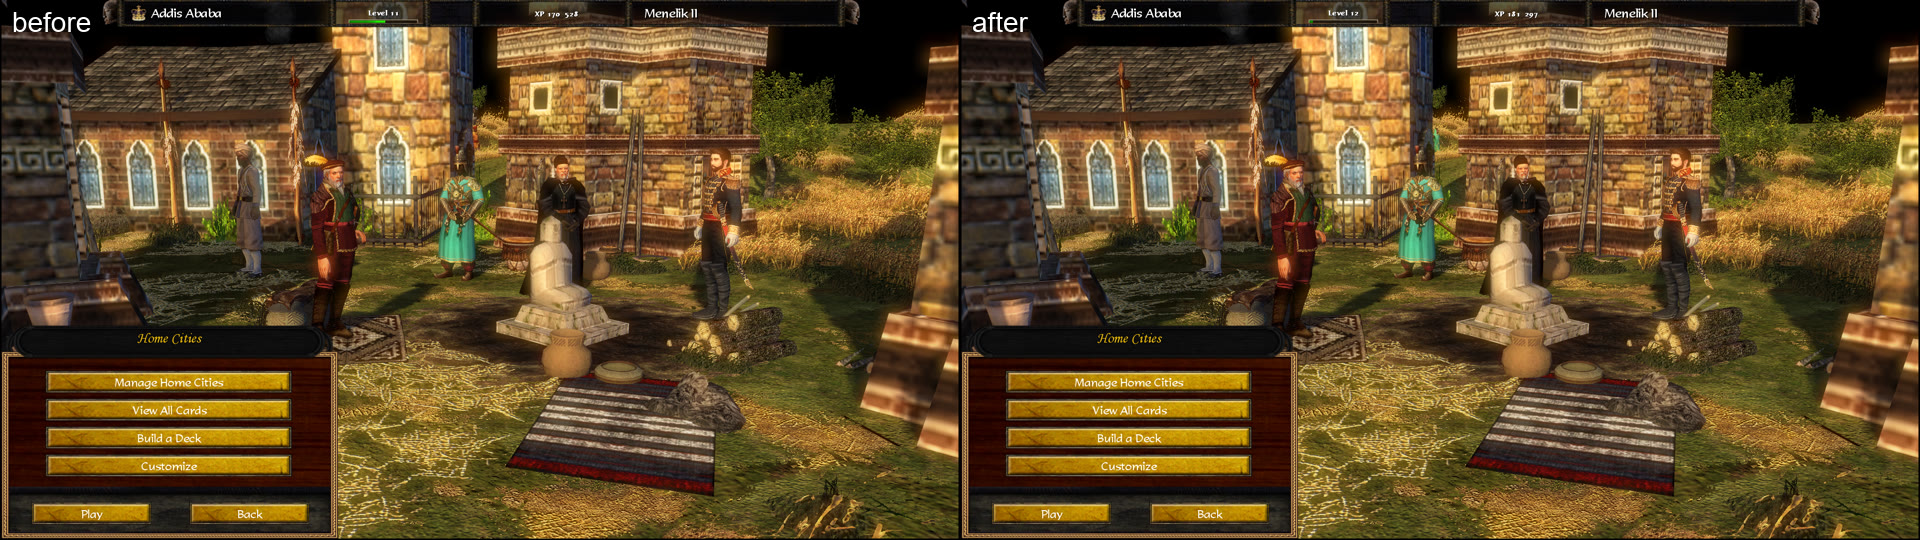 before
Addis Ababa
Level 11
XP 170 528
Menelik II
Home Cities
Manage Home Cities
View All Cards
Build a Deck
Customize
Play
Back
after
Addis Ababa
Level 12
XP 181 297
Menelik II
Home Cities
Manage Home Cities
View All Cards
Build a Deck
Customize
Play
Back